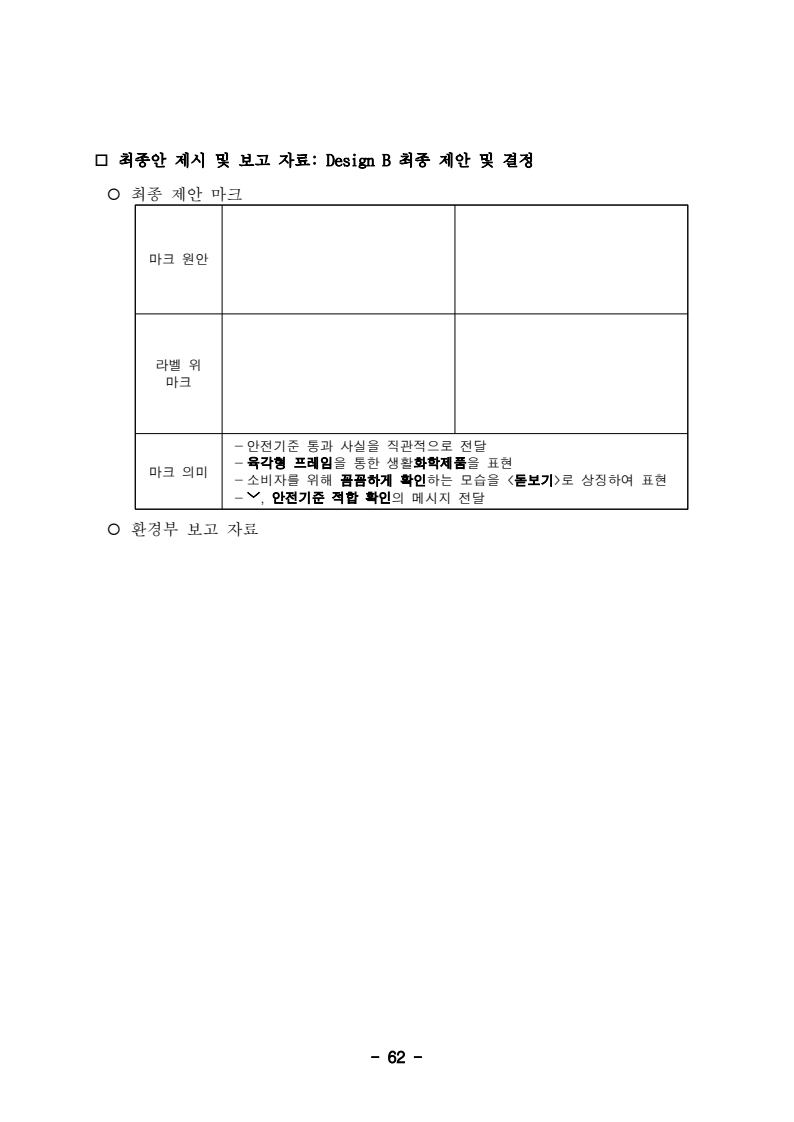 □ 최종안 제시 및 보고 자료: Design B 최종 제안 및 결정
○ 최종 제안 마크
마크 원안
라벨 위
마크
마크 의미
– 안전기준 통과 사실을 직관적으로 전달
– 육각형 프레임을 통한 생활화학제품을 표현
– 소비자를 위해 꼼꼼하게 확인하는 모습을 <돋보기>로 상징하여 표현
– ﹀, 안전기준 적합 확인의 메시지 전달
○ 환경부 보고 자료
- 62 -